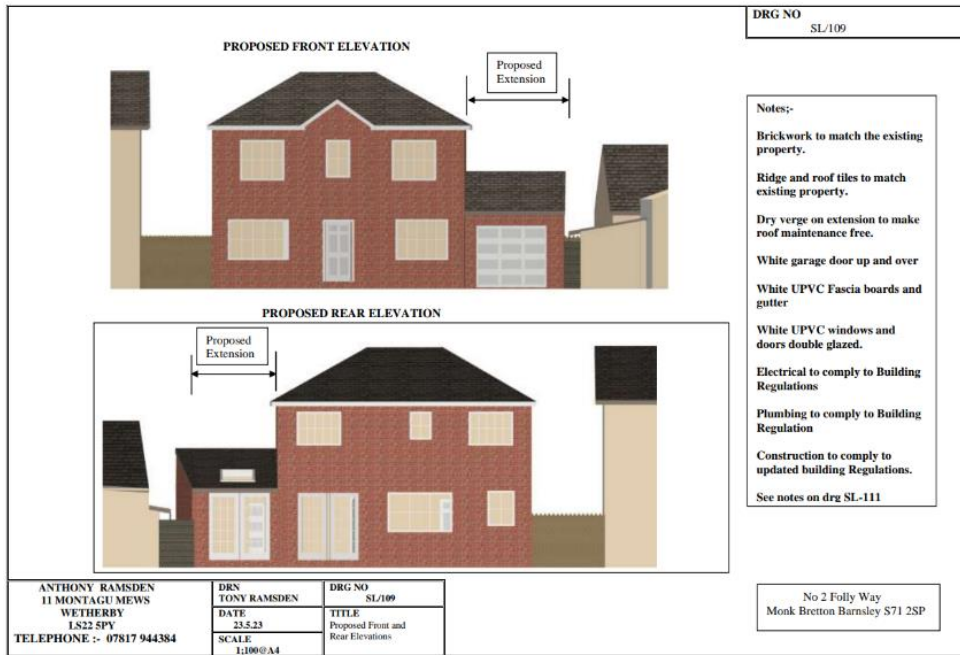 DRG NO
SL/109
PROPOSED FRONT ELEVATION
Proposed
Extension
Notes;-
Brickwork to match the existing
property.
Ridge and roof tiles to match
existing property.
Dry verge on extension to make
roof maintenance free.
White garage door up and over
White UPVC Fascia boards and
gutter
White UPVC windows and
doors double glazed.
Electrical to comply to Building
Regulations
Plumbing to comply to Building
Regulation
Construction to comply to
updated building Regulations.
See notes on drg SL-111
PROPOSED REAR ELEVATION
Proposed
Extension
ANTHONY RAMSDEN
11 MONTAGU MEWS
WETHERBY
LS22 5PY
TELEPHONE :- 07817 944384
DRN
TONY RAMSDEN
DATE
23.5.23
SCALE
1;100@A4
DRG NO
SL/109
TITLE
Proposed Front and
Rear Elevations
No 2 Folly Way
Monk Bretton Barnsley S71 2SP